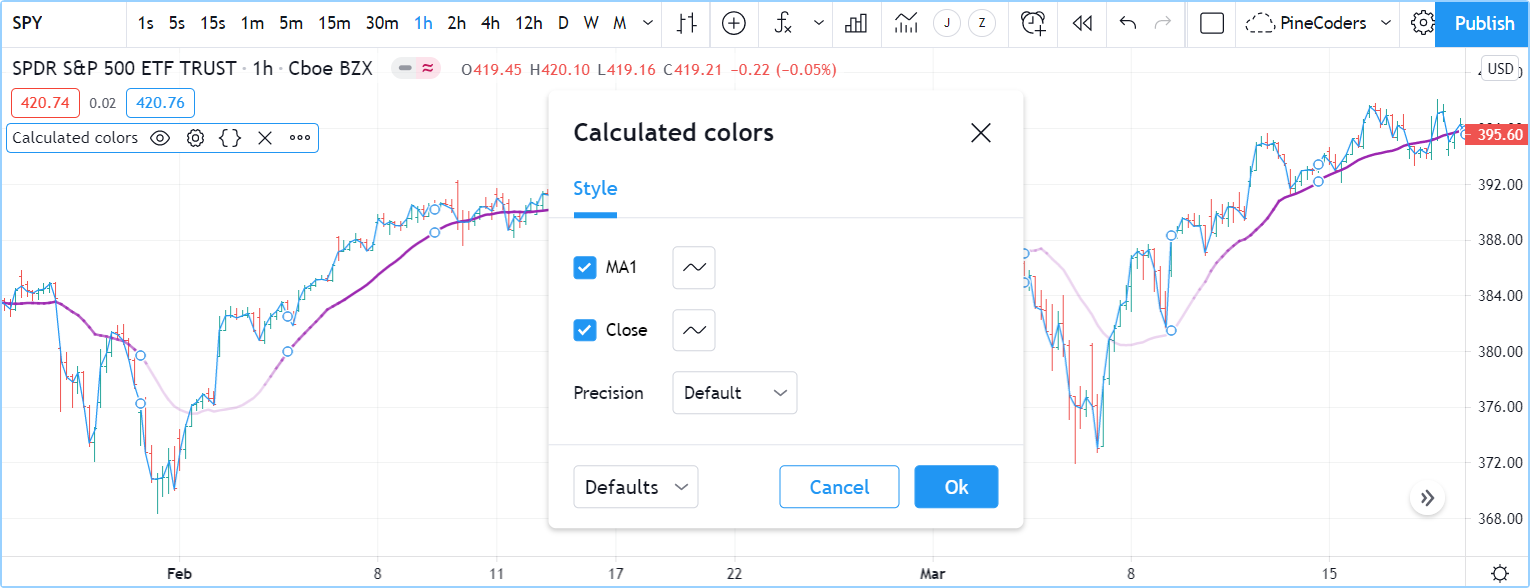 SPY 1s 5s 15s 1m 5m 15m 30m 1h 2h 4h 12h D W M J Z PineCoders Publish
SPDR S&P 500 ETF TRUST · 1h · Cboe BZX O419.45 H420.10 L419.16 C419.21 −0.22 (−0.05%) USD
420.74 0.02 420.76
Calculated colors
Calculated colors
395.60
Style
392.00
388.00
MA1
384.00
Close
380.00
Precision Default
376.00
372.00
Defaults Cancel Ok
368.00
Feb 8 11 17 22 Mar 8 15